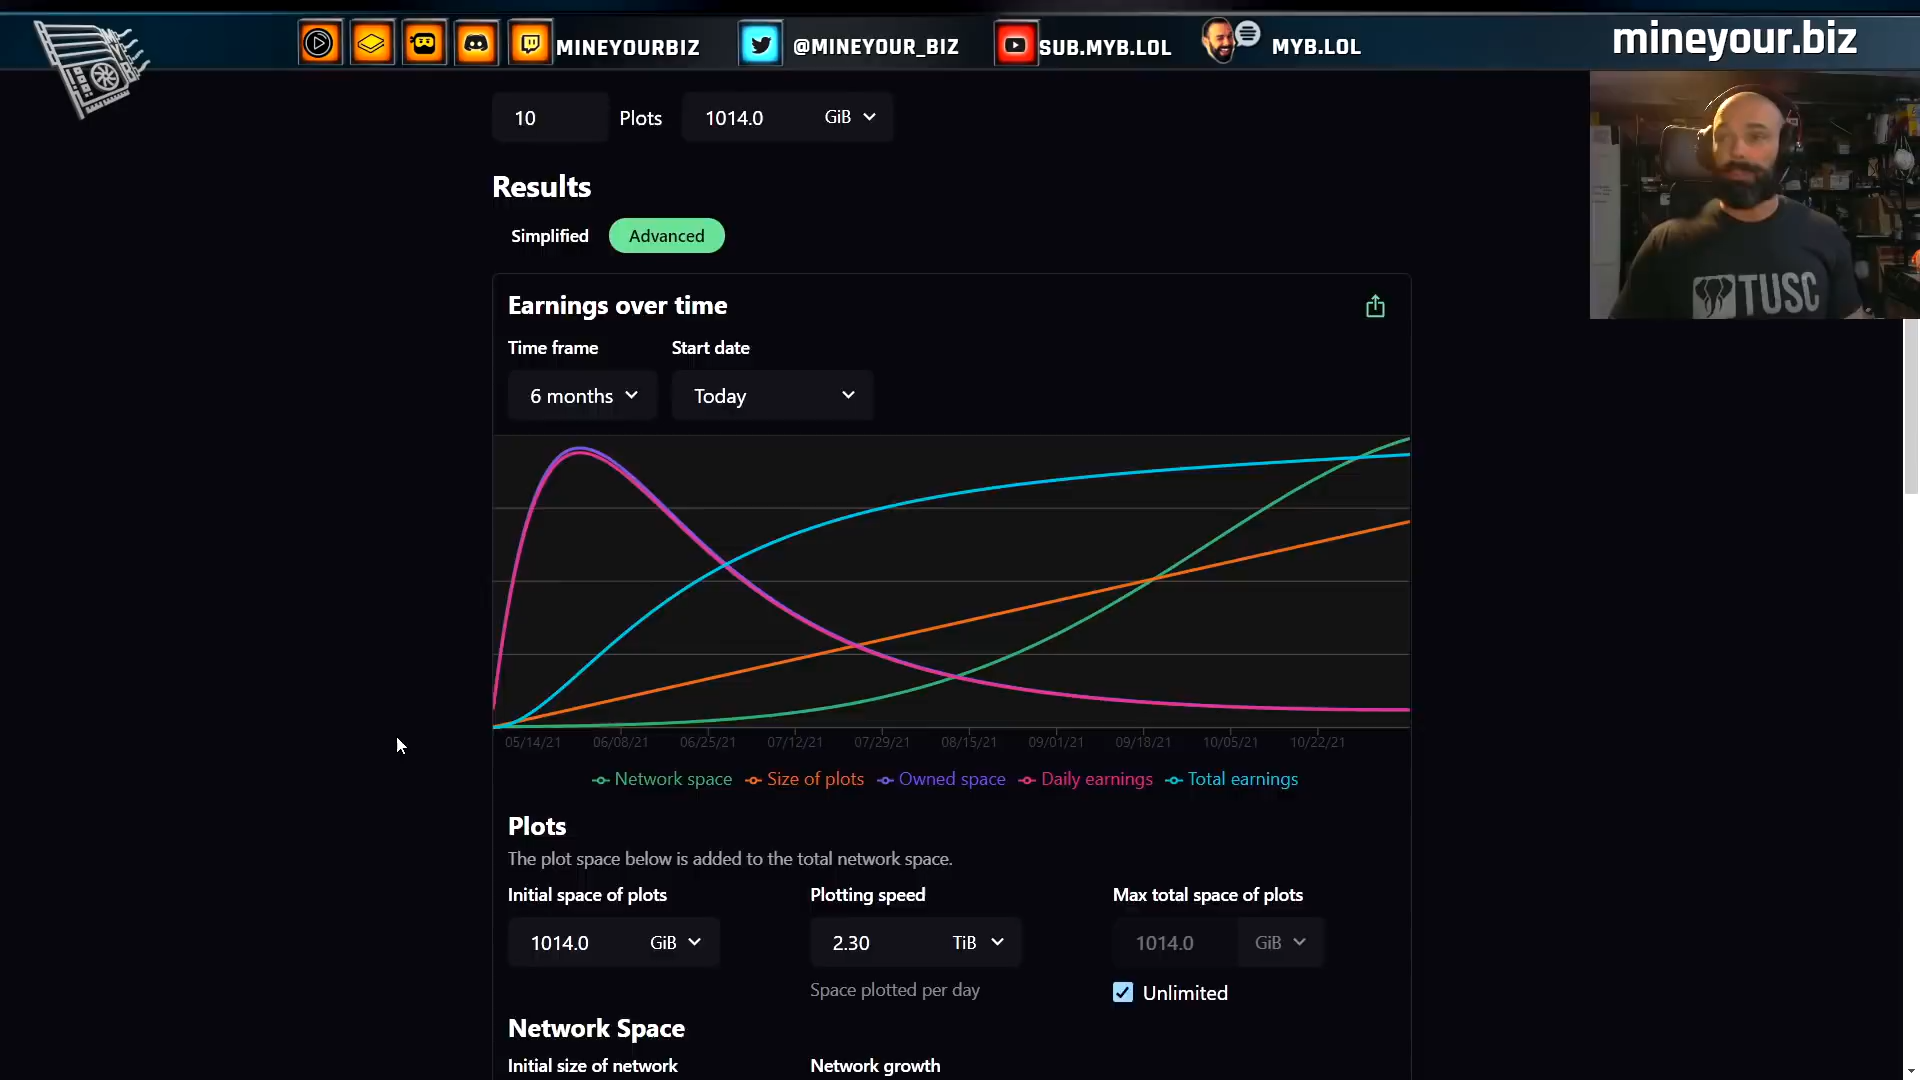 MINEYOURBIZ @MINEYOUR_BIZ SUB.MYB.LOL MYB.LOL mineyour.biz
10 Plots 1014.0 GiB
Results
Simplified Advanced
TUSC
Earnings over time
Time frame Start date
6 months Today
05/14/21 06/08/21 06/25/21 07/12/21 07/29/21 08/15/21 09/01/21 09/18/21 10/05/21 10/22/21
Network space Size of plots Owned space Daily earnings Total earnings
Plots
The plot space below is added to the total network space.
Initial space of plots Plotting speed Max total space of plots
1014.0 GiB 2.30 TiB 1014.0 GiB
Space plotted per day Unlimited
Network Space
Initial size of network Network growth